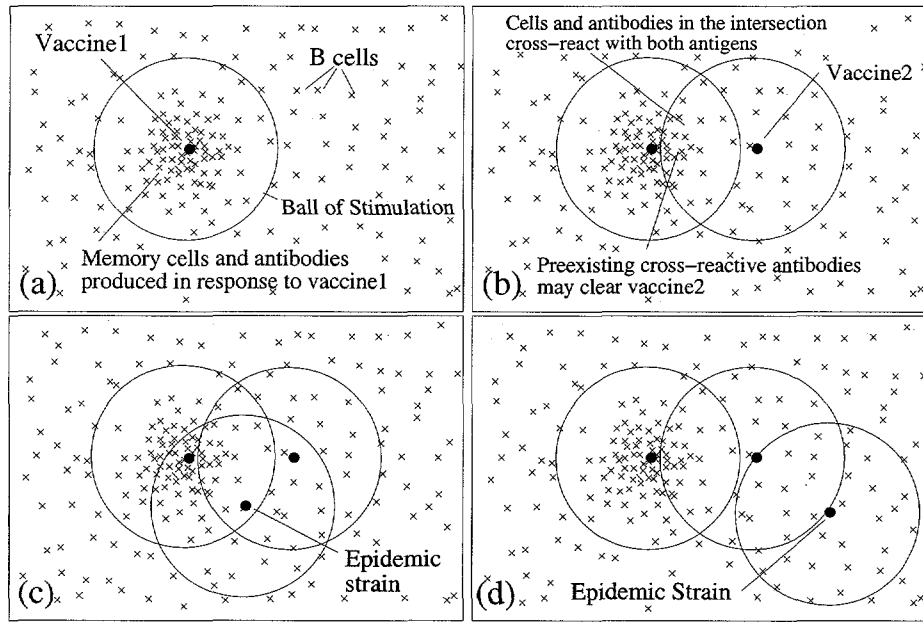 Vaccine1
B cells
Ball of Stimulation
Memory cells and antibodies
produced in response to vaccine1
(a)
Cells and antibodies in the intersection
cross-react with both antigens
Vaccine2
Preexisting cross-reactive antibodies
may clear vaccine2
(b)
Epidemic
strain
(c)
Epidemic Strain
(d)